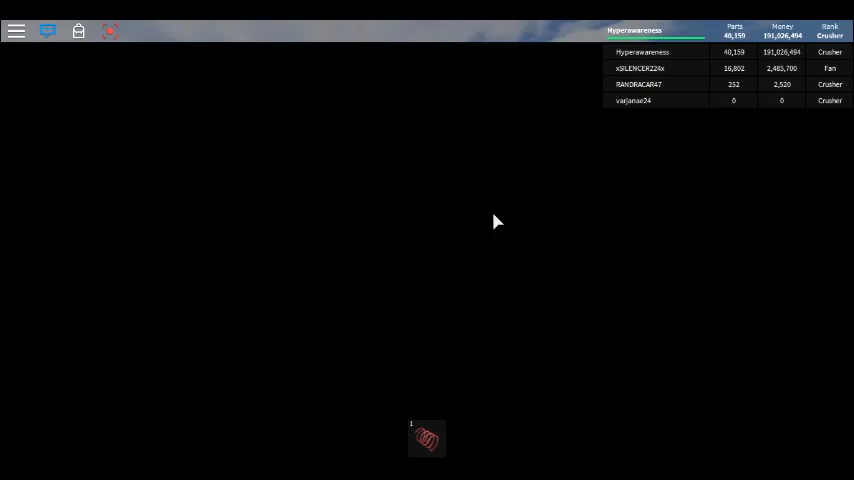 Hyperawareness Parts 40,159 Money 191,026,494 Rank Crusher
Hyperawareness 40,159 191,026,494 Crusher
xSILENCER224x 16,802 2,485,700 Fan
RANDRACAR47 252 2,520 Crusher
varjanae24 0 0 Crusher
1